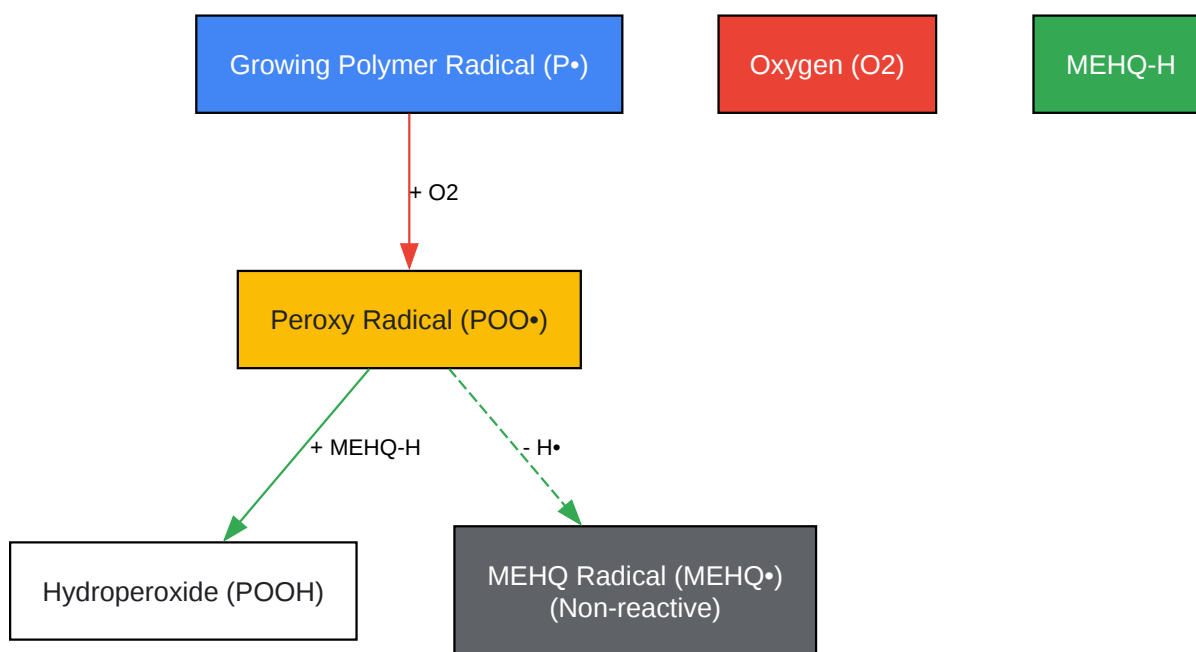 Growing Polymer Radical (P•)
Oxygen (O2)
MEHQ-H
+ O2
Peroxy Radical (POO•)
+ MEHQ-H
- H•
Hydroperoxide (POOH)
MEHQ Radical (MEHQ•)
(Non-reactive)